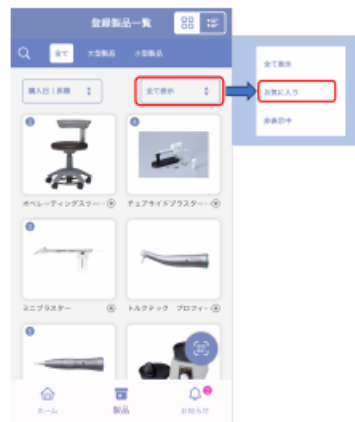 登録製品一覧
全て
大型製品
小型製品
購入日|昇順
全て表示
全て表示
お気に入り
非表示中
オペレーティングスツー…
チェアサイドブラスター…
ミニブラスター
トルクテック プロフィー…
ホーム
製品
お知らせ